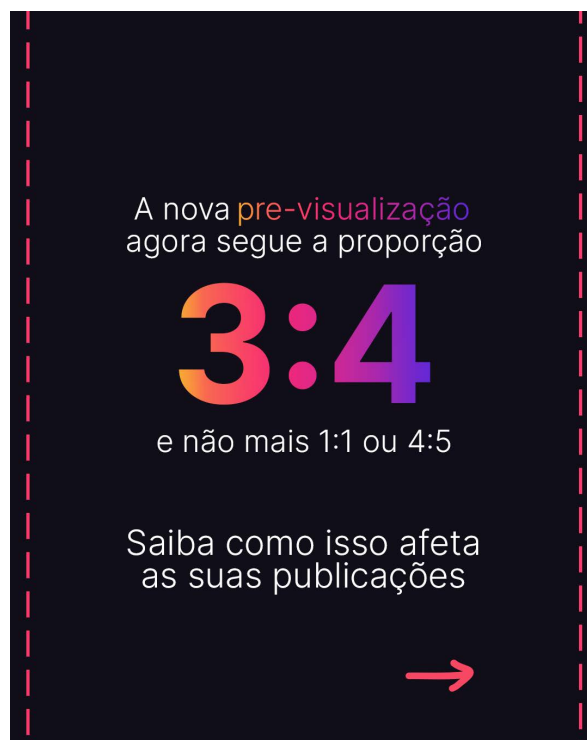 A nova pre-visualização
agora segue a proporção
3:4
e não mais 1:1 ou 4:5
Saiba como isso afeta
as suas publicações